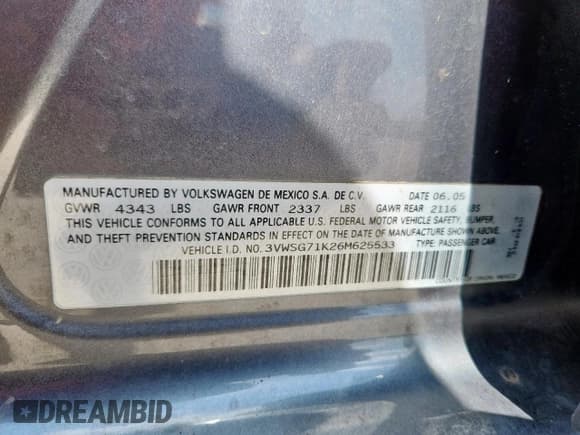 MANUFACTURED BY VOLKSWAGEN DE MEXICO S.A. DE C.V. DATE 06.05
GVWR 4343 LBS GAWR FRONT 2337 LBS GAWR REAR 2116 LBS
THIS VEHICLE CONFORMS TO ALL APPLICABLE U.S. FEDERAL MOTOR VEHICLE SAFETY, BUMPER,
AND THEFT PREVENTION STANDARDS IN EFFECT ON THE DATE OF MANUFACTURE SHOWN ABOVE.
VEHICLE I.D. NO. 3VWSG71K26M625533 TYPE: PASSENGER CAR
DREAMBID